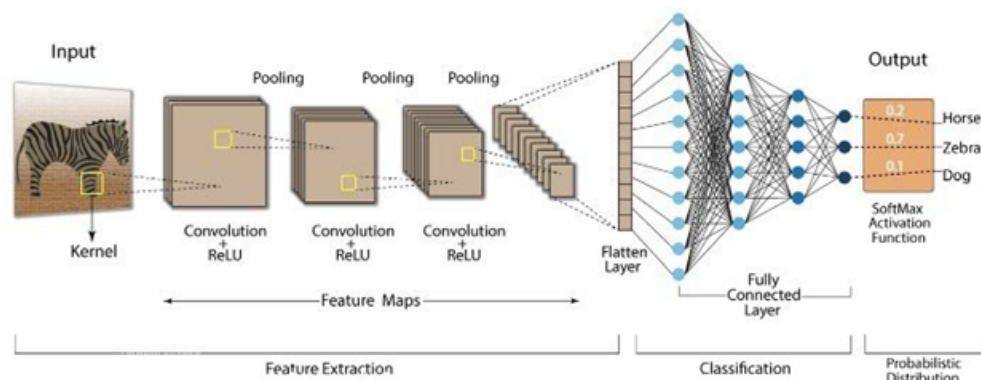 Input
Output
Pooling
Pooling
Pooling
0.2
Horse
0.7
Zebra
0.1
Dog
Kernel
Convolution
+
ReLU
Convolution
+
ReLU
Convolution
+
ReLU
Flatten
Layer
SoftMax
Activation
Function
Feature Maps
Fully
Connected
Layer
Feature Extraction
Classification
Probabilistic
Distribution